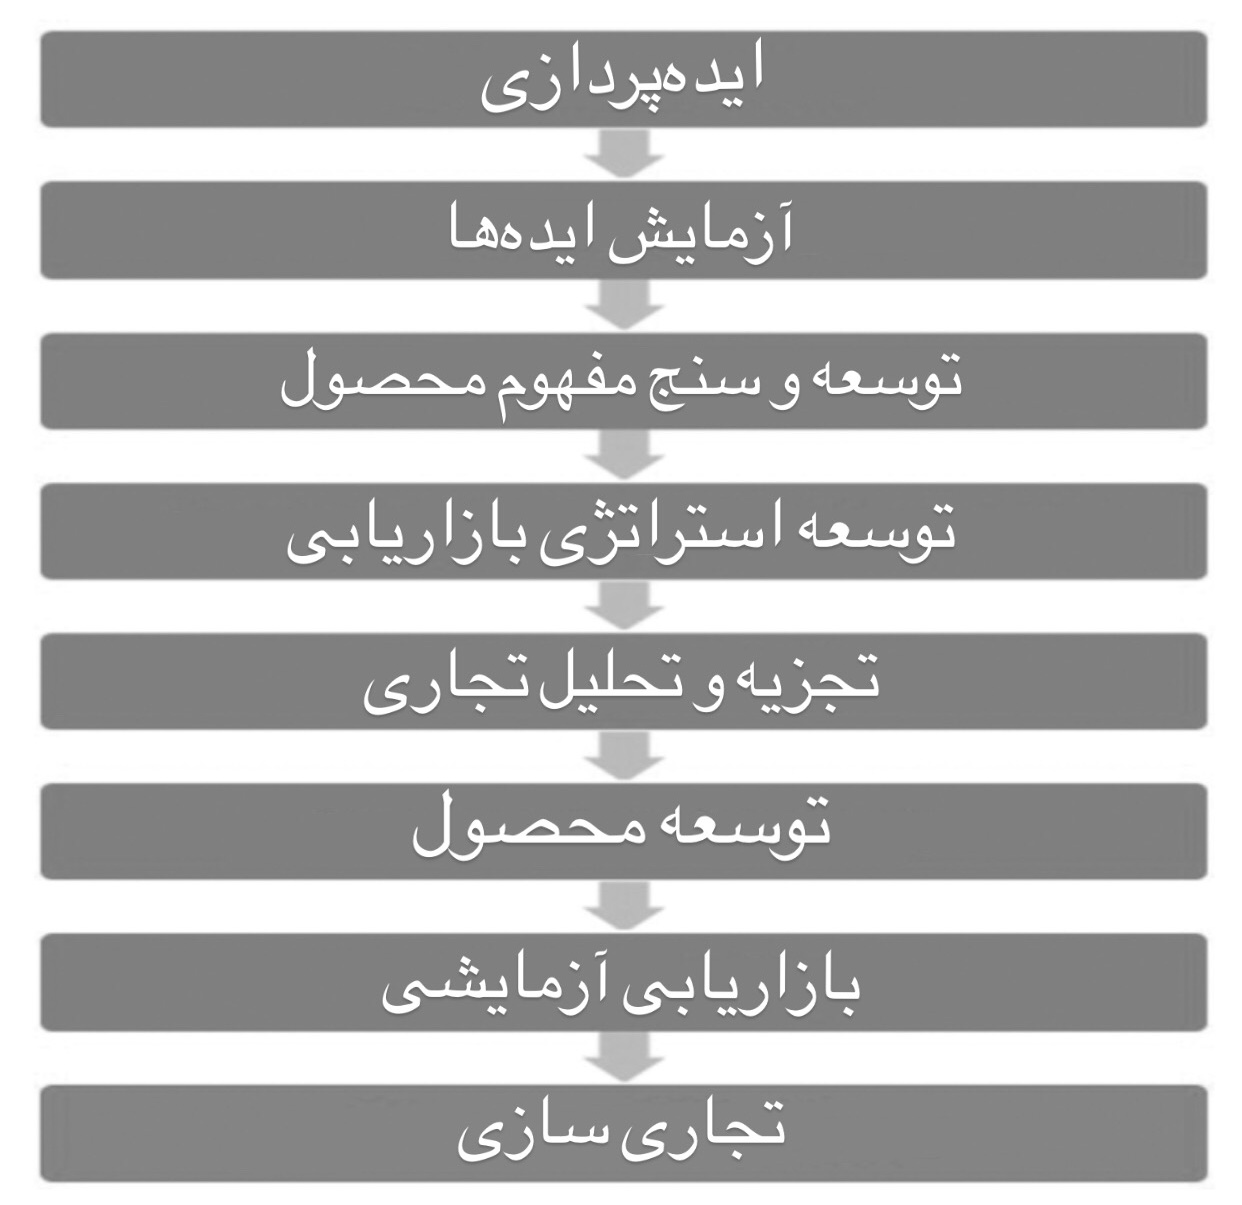 ایده‌پردازی
آزمایش ایده‌ها
توسعه و سنج مفهوم محصول
توسعه استراتژی بازاریابی
تجزیه و تحلیل تجاری
توسعه محصول
بازاریابی آزمایشی
تجاری سازی